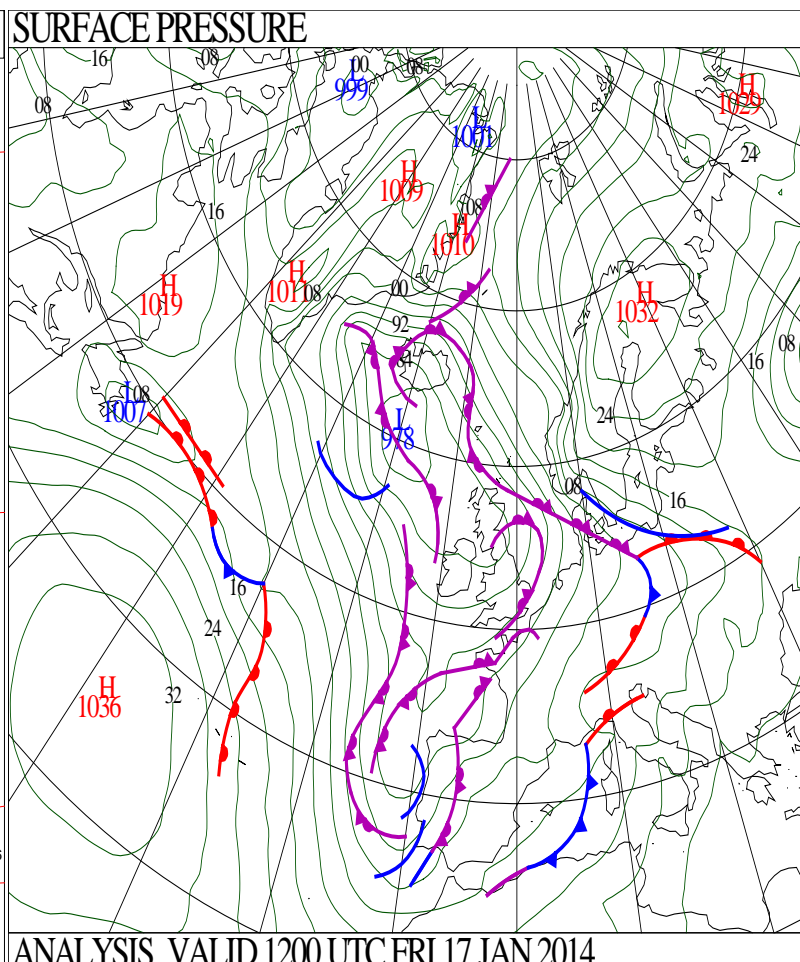 SURFACE PRESSURE
16
08
00
08
L
999
H
1029
08
L
1001
24
H
1009
16
08
H
1010
H
1019
H
1011
08
00
H
1032
92
08
84
16
L
1007
08
L
978
24
08
16
16
24
H
1036
32
ANALYSIS VALID 1200 UTC FRI 17 JAN 2014